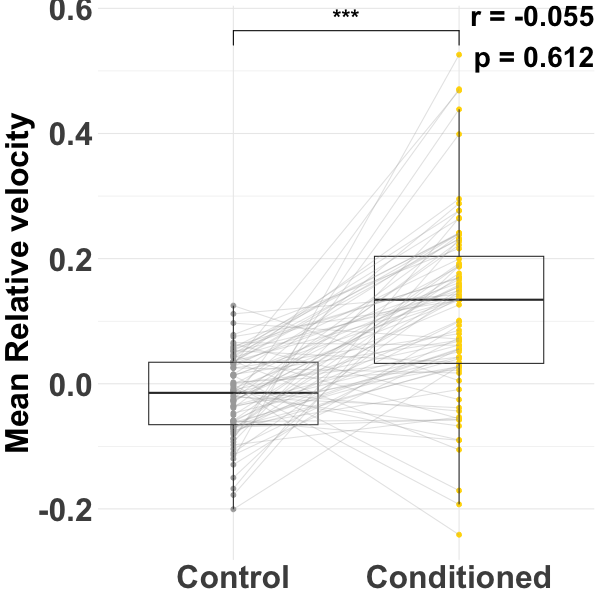 0.6
***
r = -0.055
p = 0.612
0.4
0.2
0.0
-0.2
Mean Relative velocity
Control
Conditioned